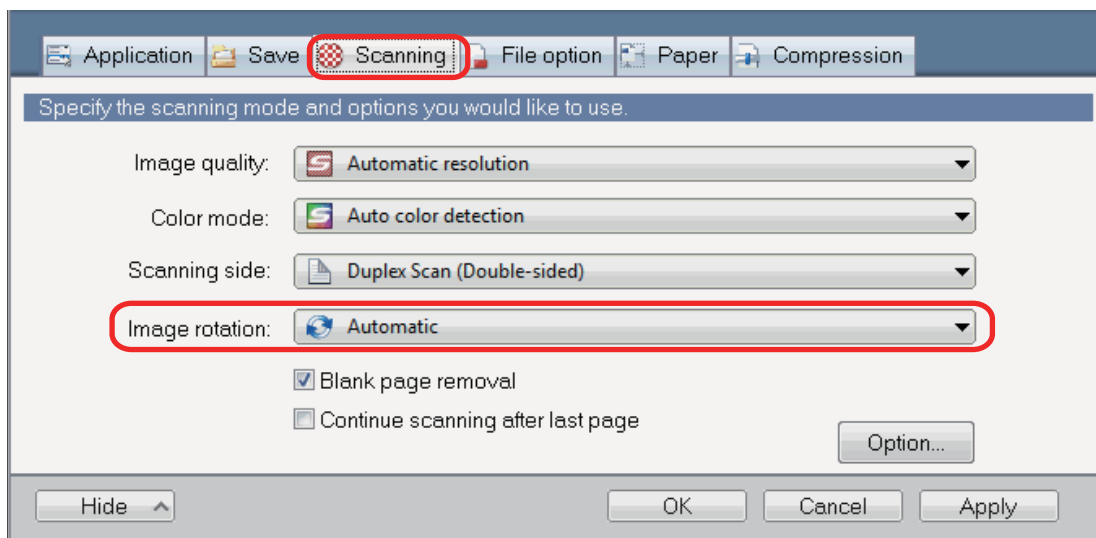 Application Save Scanning File option Paper Compression
Specify the scanning mode and options you would like to use.
Image quality: Automatic resolution
Color mode: Auto color detection
Scanning side: Duplex Scan (Double-sided)
Image rotation: Automatic
Blank page removal
Continue scanning after last page
Option...
Hide OK Cancel Apply